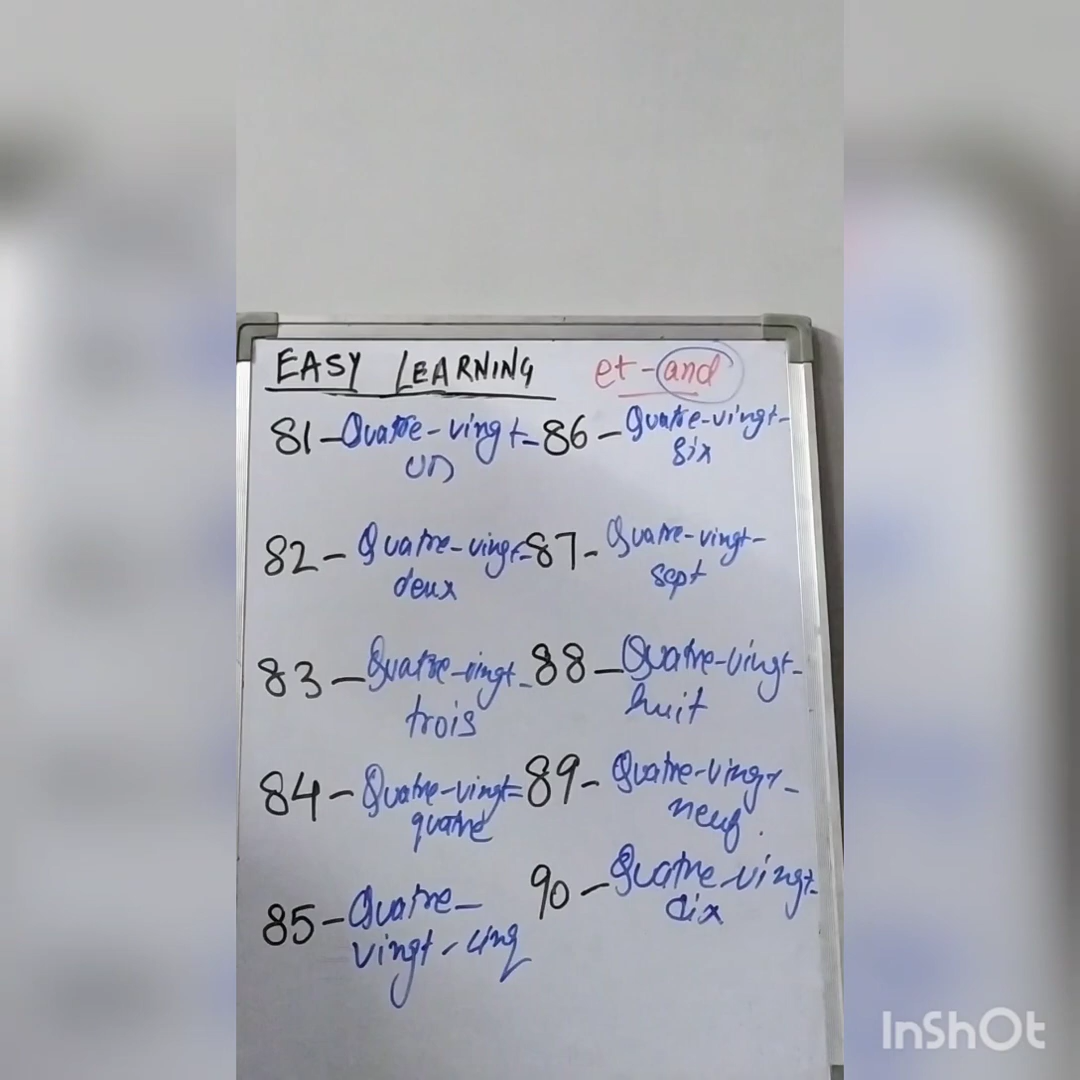 EASY LEARNING et - and
81 - Quatre-vingt-
un
82 - Quatre-vingt-
deux
83 - Quatre-vingt-
trois
84 - Quatre-vingt-
quatre
85 - Quatre-
vingt-cinq
86 - Quatre-vingt-
six
87 - Quatre-vingt-
sept
88 - Quatre-vingt-
huit
89 - Quatre-vingt-
neuf.
90 - Quatre-vingt-
dix
InShOt